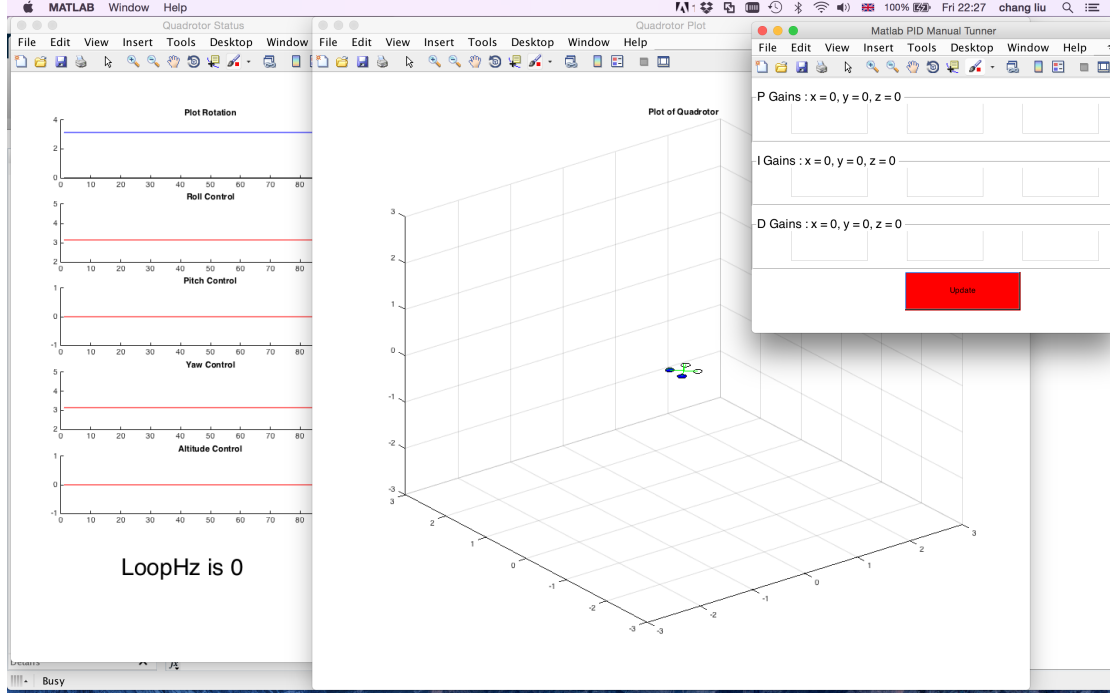 MATLAB Window Help 100% Fri 22:27 chang liu
Quadrotor Status
File Edit View Insert Tools Desktop Window
Plot Rotation
4
2
0
0 10 20 30 40 50 60 70 80
Roll Control
5
4
3
2
0 10 20 30 40 50 60 70 80
Pitch Control
1
0
-1
0 10 20 30 40 50 60 70 80
Yaw Control
5
4
3
2
0 10 20 30 40 50 60 70 80
Altitude Control
1
0
-1
0 10 20 30 40 50 60 70 80
LoopHz is 0
Details
fx
Busy
Quadrotor Plot
File Edit View Insert Tools Desktop Window Help
Plot of Quadrotor
3
2
1
0
-1
-2
-3
3
2
1
0
-1
-2
-3
-3
-2
-1
0
1
2
3
Matlab PID Manual Tunner
File Edit View Insert Tools Desktop Window Help
P Gains : x = 0, y = 0, z = 0
I Gains : x = 0, y = 0, z = 0
D Gains : x = 0, y = 0, z = 0
Update